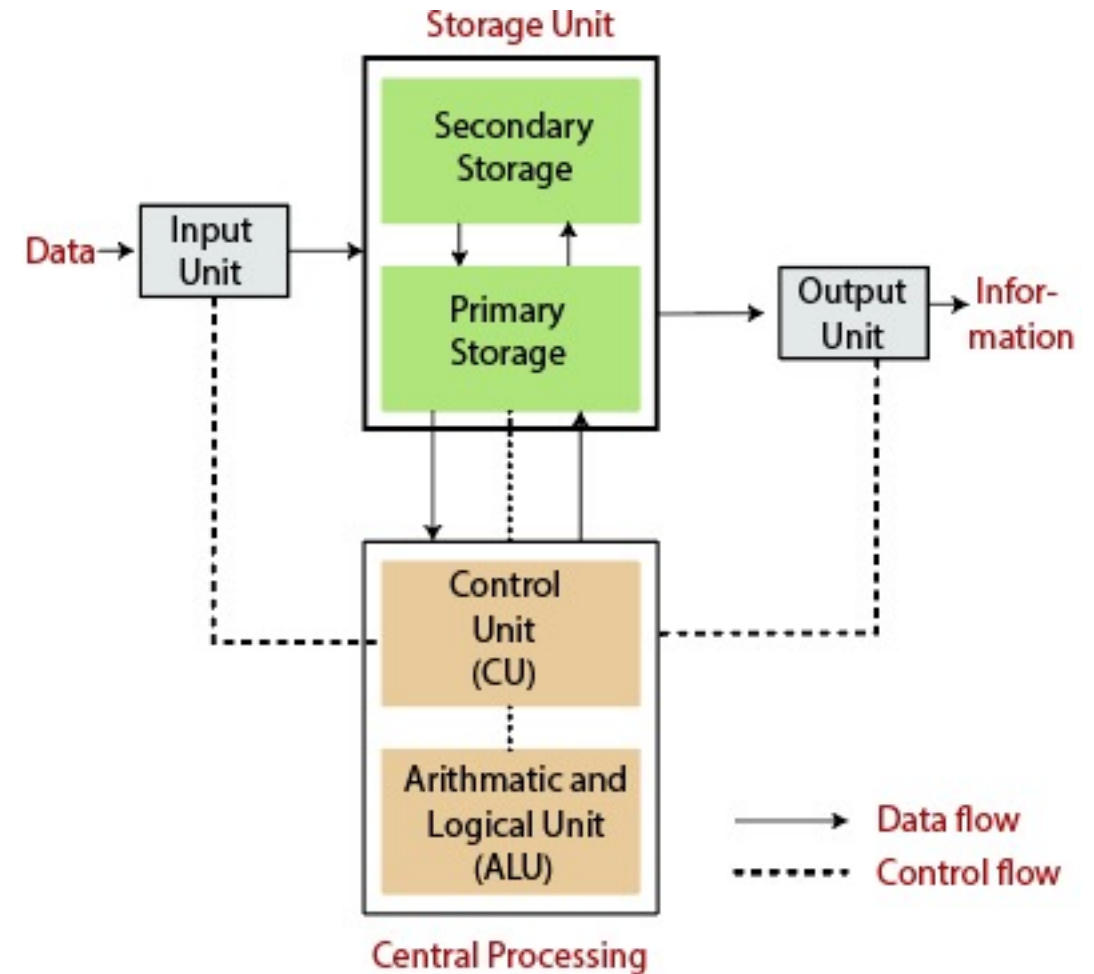 Storage Unit
Secondary
Storage
Data
Input
Unit
Primary
Storage
Output
Unit
Infor-
mation
Control
Unit
(CU)
Arithmatic and
Logical Unit
(ALU)
Data flow
Control flow
Central Processing